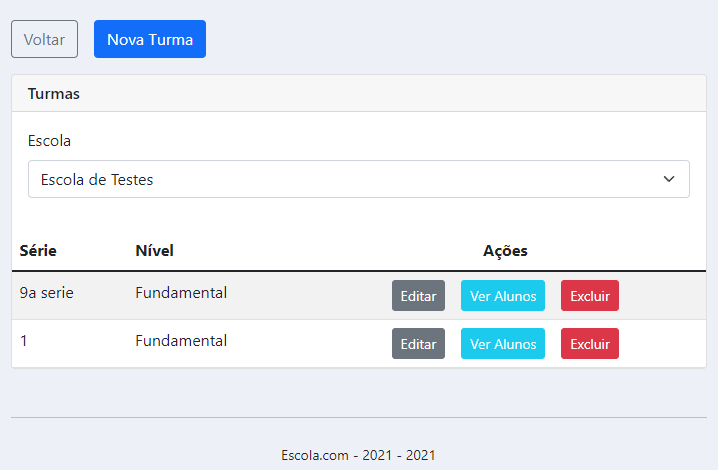 Voltar Nova Turma
Turmas
Escola
Escola de Testes
Série Nível Ações
9a serie Fundamental Editar Ver Alunos Excluir
1 Fundamental Editar Ver Alunos Excluir
Escola.com - 2021 - 2021